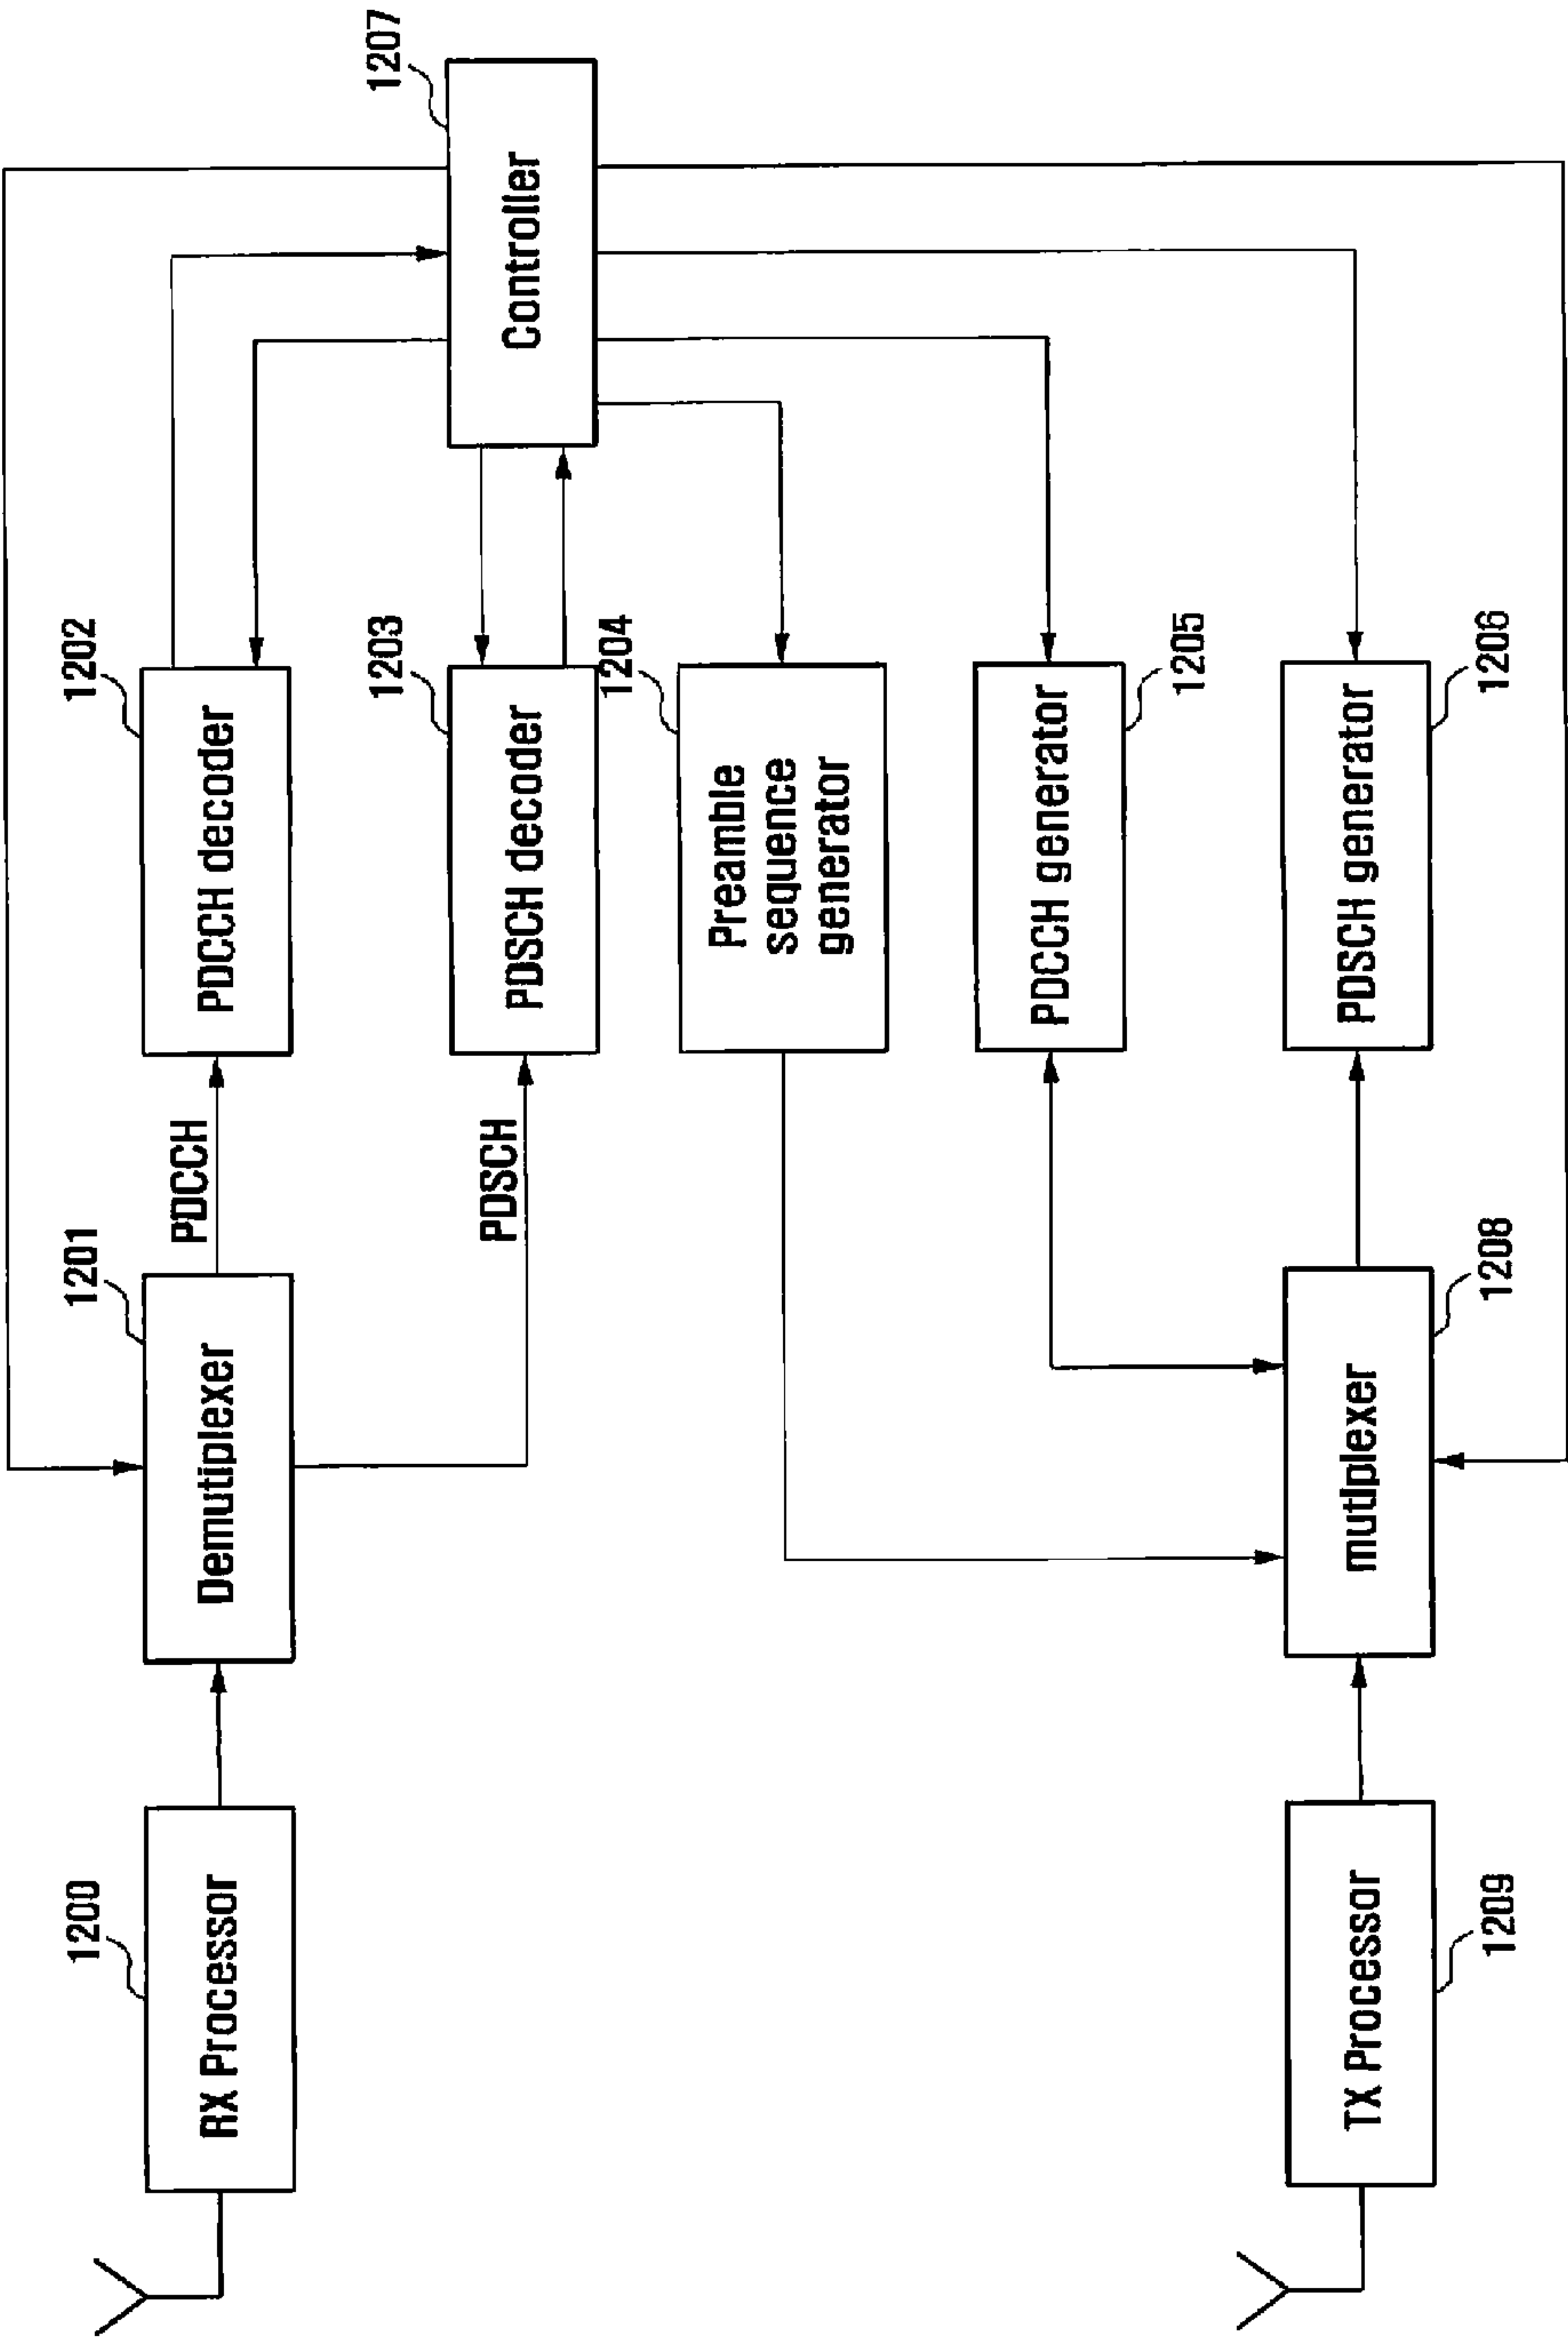 1200
RX Processor
1201
Demutiplexer
PDCCH
PDSCH
1202
PDCCH decoder
1203
PDSCH decoder
1204
Preamble
sequence
generator
PDCCH generator
1205
PDSCH generator
1206
1207
Controller
mutiplexer
1208
TX Processor
1209